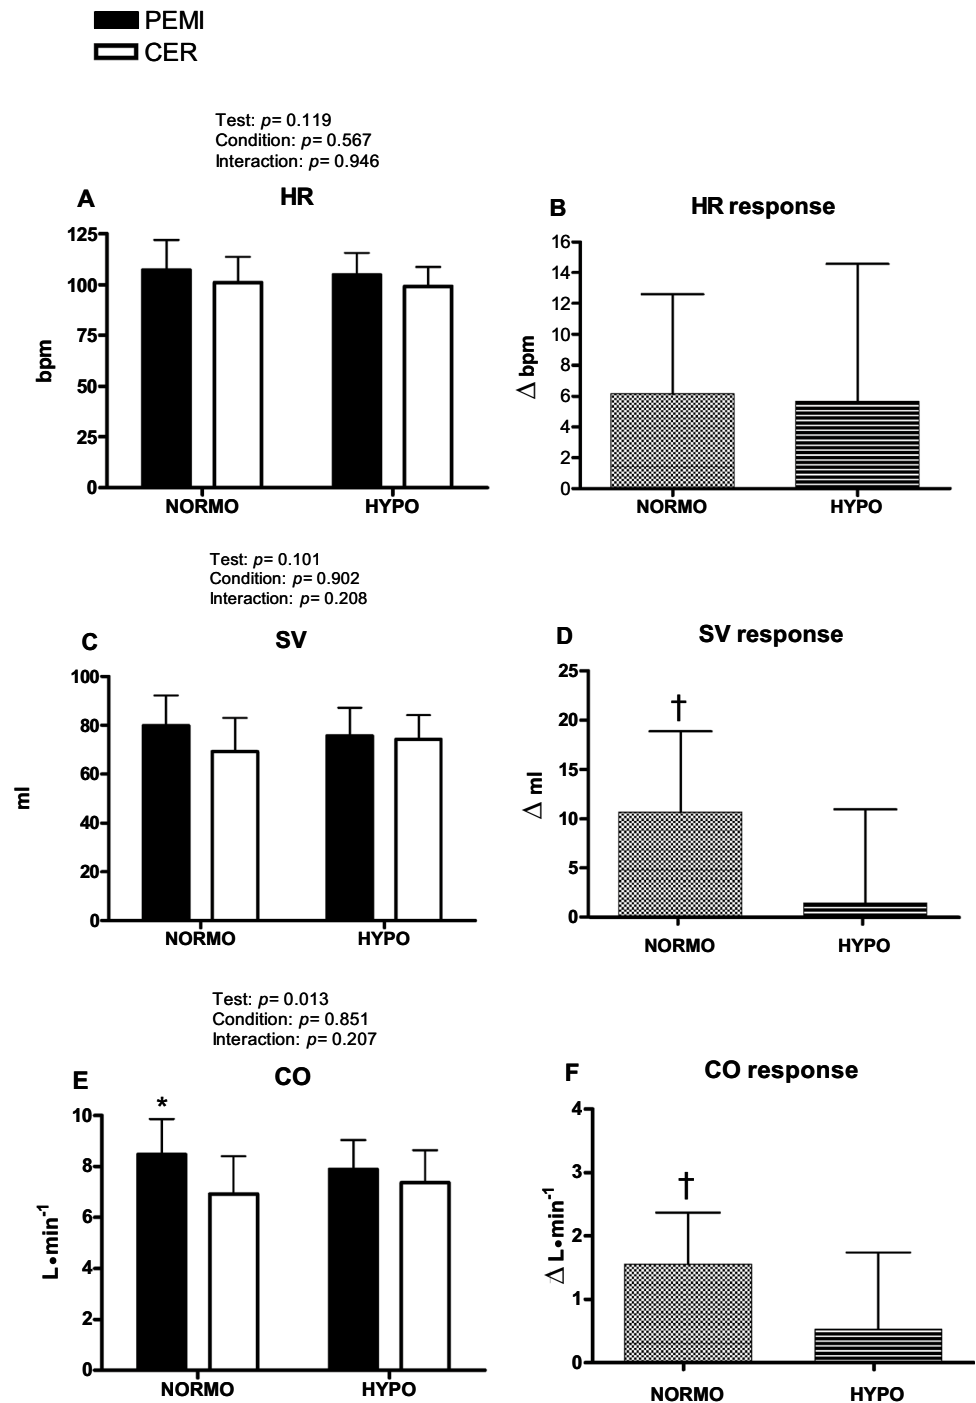 PEMI
CER
Test: p= 0.119
Condition: p= 0.567
Interaction: p= 0.946
A
HR
125
100
75
50
25
0
bpm
NORMO
HYPO
B
HR response
16
14
12
10
8
6
4
2
0
Δ bpm
NORMO
HYPO
Test: p= 0.101
Condition: p= 0.902
Interaction: p= 0.208
C
SV
100
80
60
40
20
0
ml
NORMO
HYPO
D
SV response
25
20
15
10
5
0
Δ ml
†
NORMO
HYPO
Test: p= 0.013
Condition: p= 0.851
Interaction: p= 0.207
E
CO
10
8
6
4
2
0
L•min⁻¹
*
NORMO
HYPO
F
CO response
4
3
2
1
0
Δ L•min⁻¹
†
NORMO
HYPO